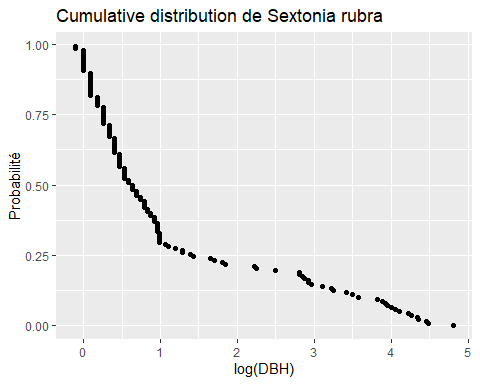 Cumulative distribution de Sextonia rubra
Probabilité
1.00
0.75
0.50
0.25
0.00
0 1 2 3 4 5
log(DBH)